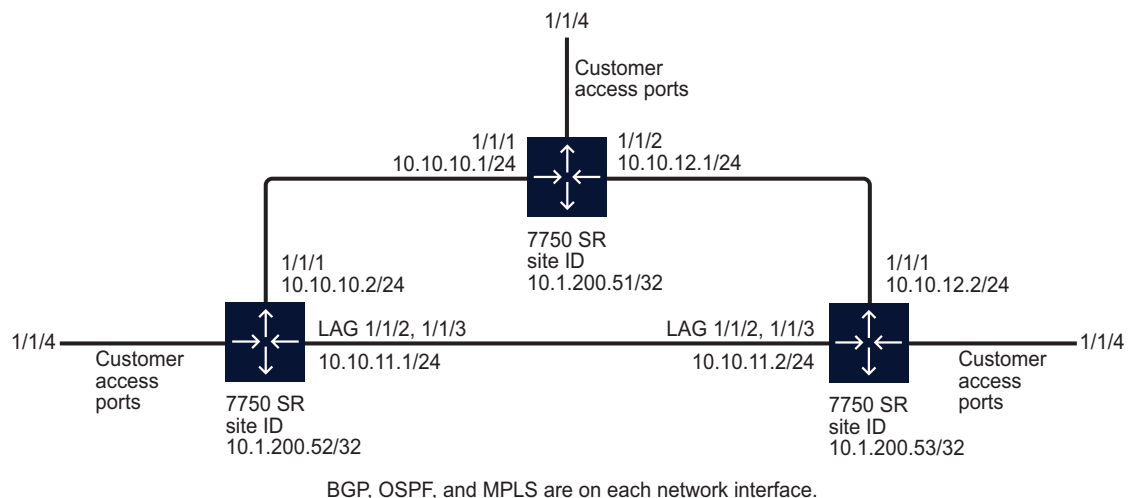 1/1/4
Customer
access ports
1/1/1
10.10.10.1/24
1/1/2
10.10.12.1/24
7750 SR
site ID
10.1.200.51/32
1/1/1
10.10.10.2/24
1/1/1
10.10.12.2/24
1/1/4
Customer
access
ports
LAG 1/1/2, 1/1/3
10.10.11.1/24
LAG 1/1/2, 1/1/3
10.10.11.2/24
1/1/4
Customer
access
ports
7750 SR
site ID
10.1.200.52/32
7750 SR
site ID
10.1.200.53/32
BGP, OSPF, and MPLS are on each network interface.